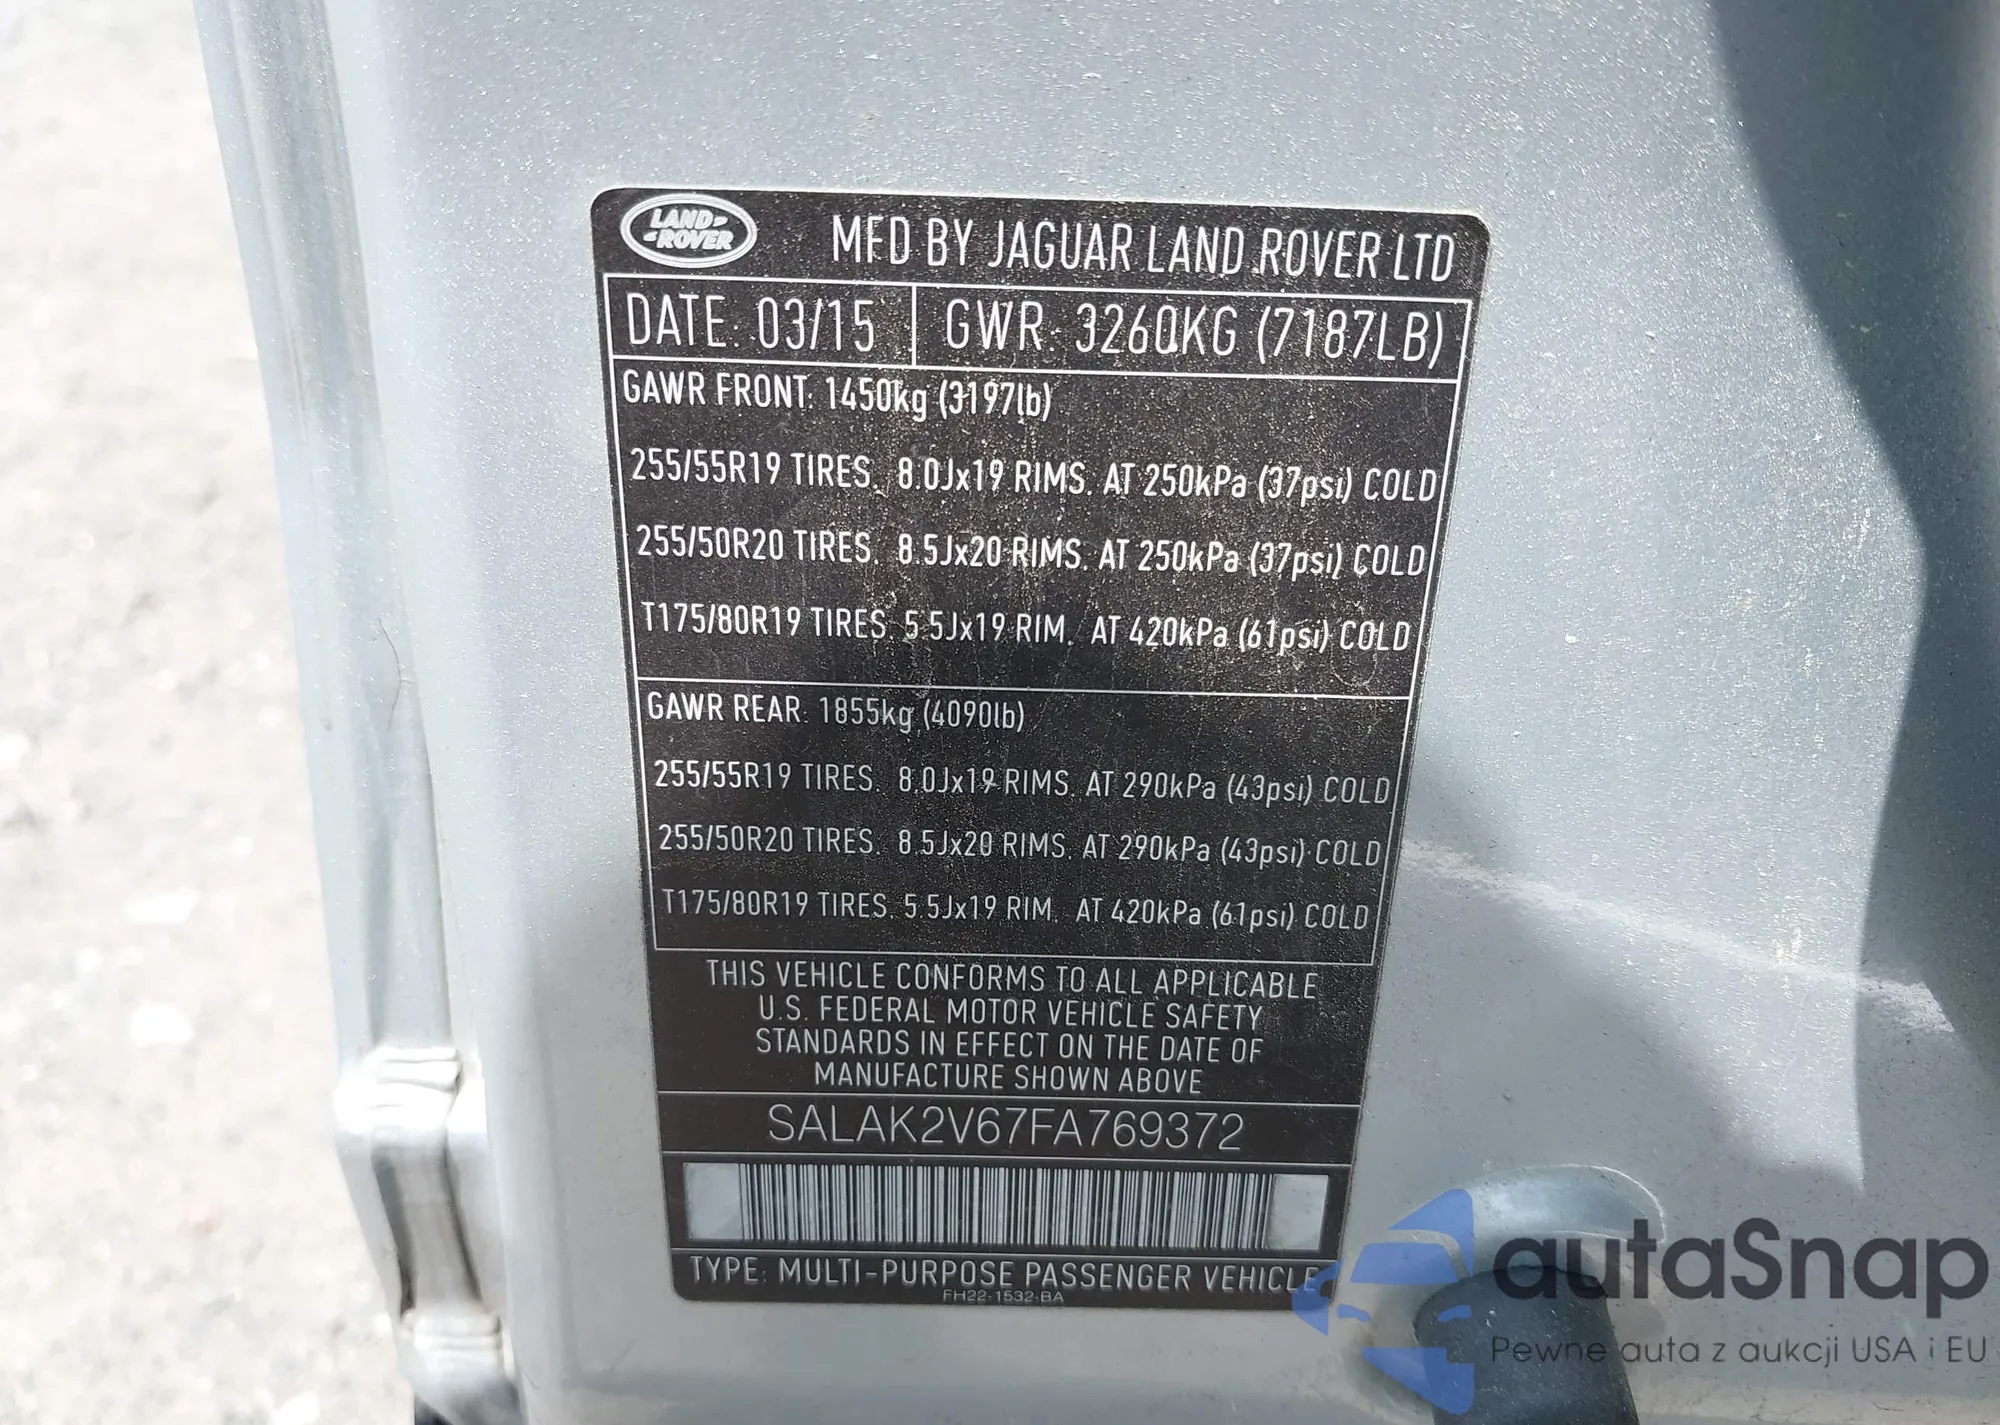 LAND-
-ROVER
MFD BY JAGUAR LAND ROVER LTD
DATE: 03/15 GWR: 3260KG (7187LB)
GAWR FRONT: 1450kg (3197lb)
255/55R19 TIRES. 8.0Jx19 RIMS. AT 250kPa (37psi) COLD
255/50R20 TIRES. 8.5Jx20 RIMS. AT 250kPa (37psi) COLD
T175/80R19 TIRES. 5.5Jx19 RIM. AT 420kPa (61psi) COLD
GAWR REAR: 1855kg (4090lb)
255/55R19 TIRES. 8.0Jx19 RIMS. AT 290kPa (43psi) COLD
255/50R20 TIRES. 8.5Jx20 RIMS. AT 290kPa (43psi) COLD
T175/80R19 TIRES. 5.5Jx19 RIM. AT 420kPa (61psi) COLD
THIS VEHICLE CONFORMS TO ALL APPLICABLE
U.S. FEDERAL MOTOR VEHICLE SAFETY
STANDARDS IN EFFECT ON THE DATE OF
MANUFACTURE SHOWN ABOVE
SALAK2V67FA769372
TYPE: MULTI-PURPOSE PASSENGER VEHICLE
FH22-1532-BA
autaSnap
Pewne auta z aukcji USA i EU